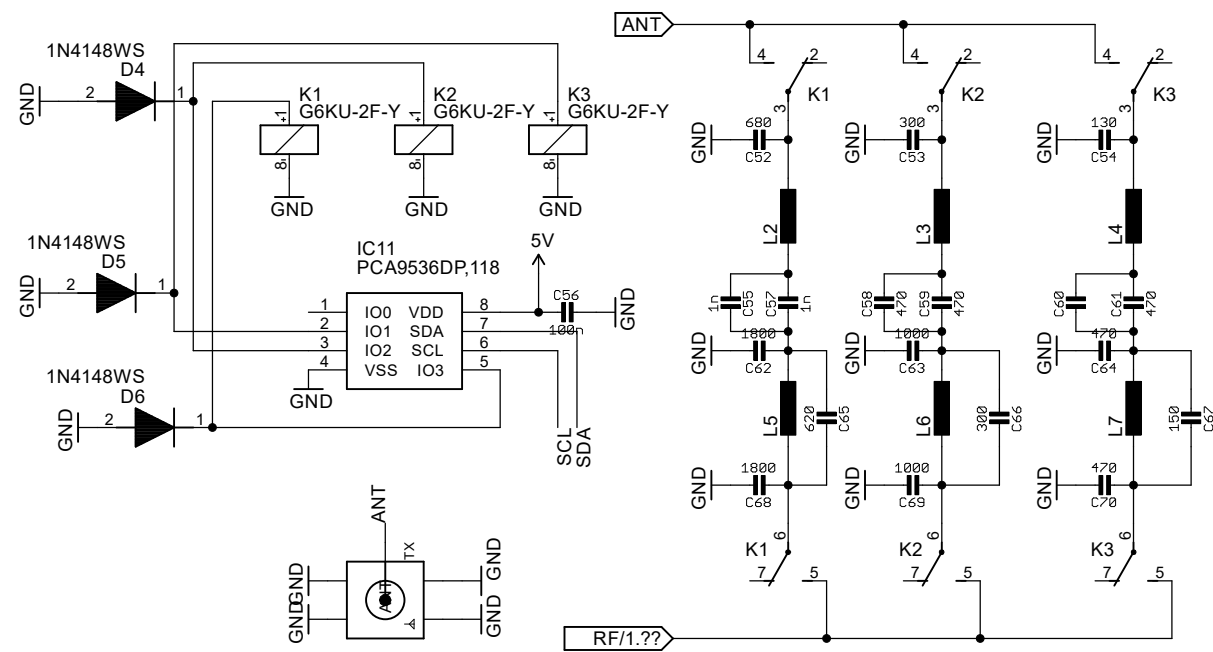 ANT
4
2
K1
3
4
2
K2
3
4
2
K3
3
1N4148WS
D4
GND
2
1
K1
G6KU-2F-Y
+1
8-
GND
K2
G6KU-2F-Y
+1
8-
GND
K3
G6KU-2F-Y
+1
8-
GND
1N4148WS
D5
GND
2
1
1N4148WS
D6
GND
2
1
IC11
PCA9536DP,118
1 IO0 VDD 8
2 IO1 SDA 7
3 IO2 SCL 6
4 VSS IO3 5
GND
5V
C56
100n
GND
SCL
SDA
GND
680
C52
GND
300
C53
GND
130
C54
L2
L3
L4
1n
C55
C57
1n
C58
470
C59
470
C60
C61
470
GND
1800
C62
GND
1000
C63
GND
470
C64
L5
620
C65
L6
300
C66
L7
150
C67
GND
1800
C68
GND
1000
C69
GND
470
C70
K1
6
7
5
K2
6
7
5
K3
6
7
5
RF/1.??
ANT
TX
ANT
GND
GND
GND
GND